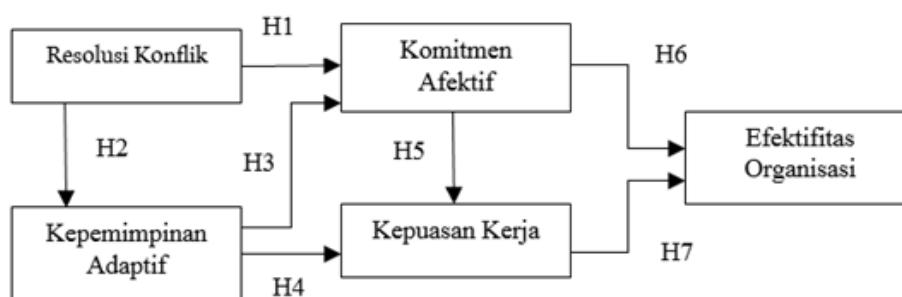 H1
Resolusi Konflik
Komitmen
Afektif
H6
H2
H3
H5
Efektifitas
Organisasi
Kepemimpinan
Adaptif
Kepuasan Kerja
H4
H7